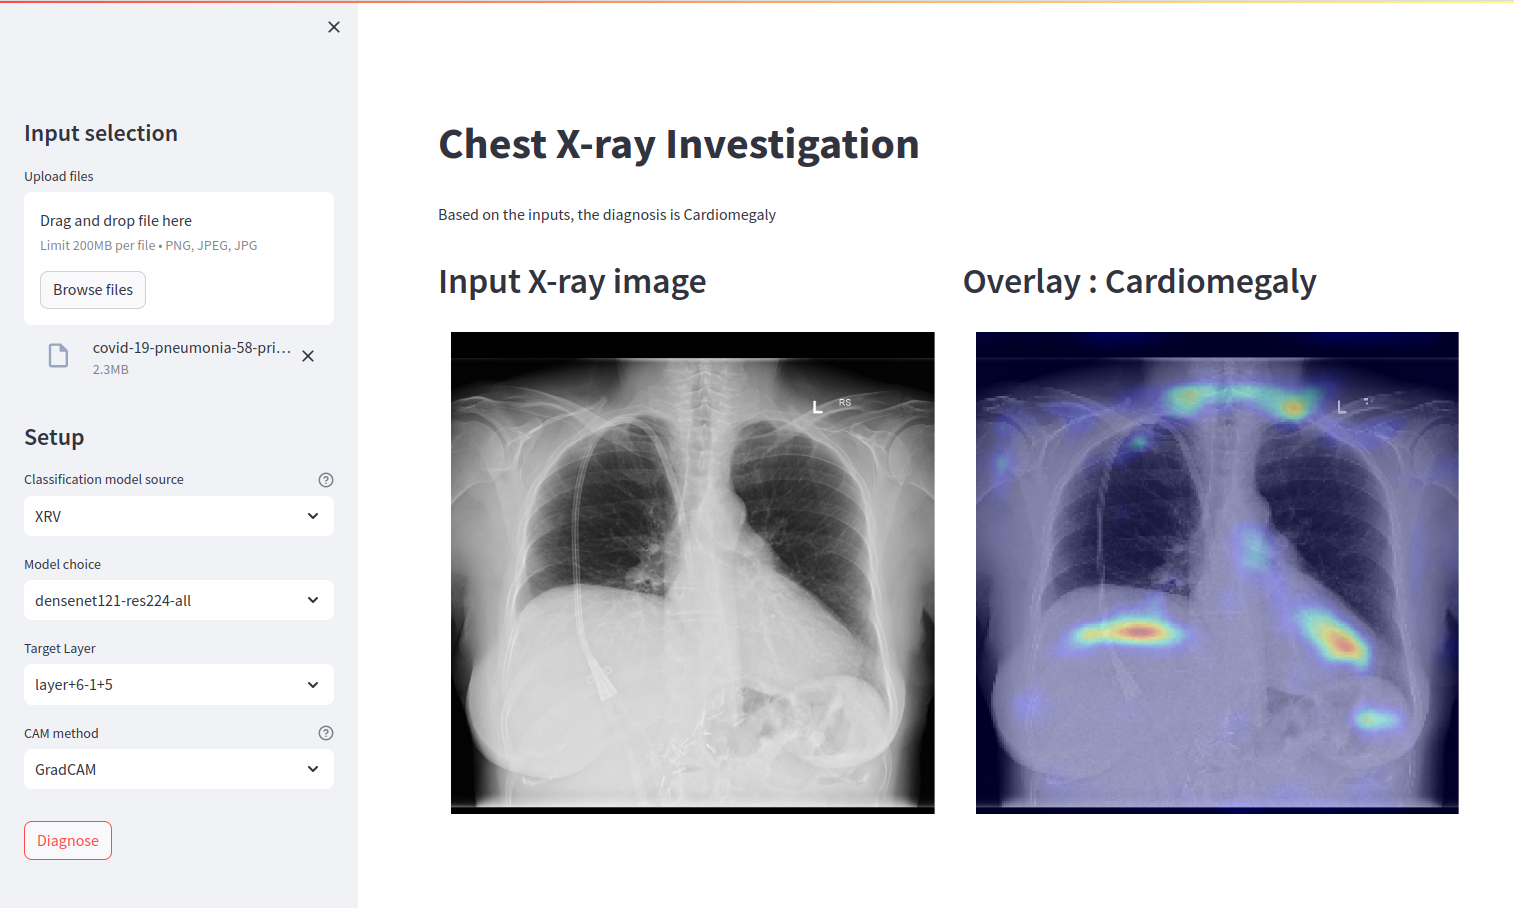 Input selection
Upload files
Drag and drop file here
Limit 200MB per file • PNG, JPEG, JPG
Browse files
covid-19-pneumonia-58-pri...
2.3MB
Setup
Classification model source
XRV
Model choice
densenet121-res224-all
Target Layer
layer+6-1+5
CAM method
GradCAM
Diagnose
Chest X-ray Investigation
Based on the inputs, the diagnosis is Cardiomegaly
Input X-ray image
L RS
Overlay : Cardiomegaly
L